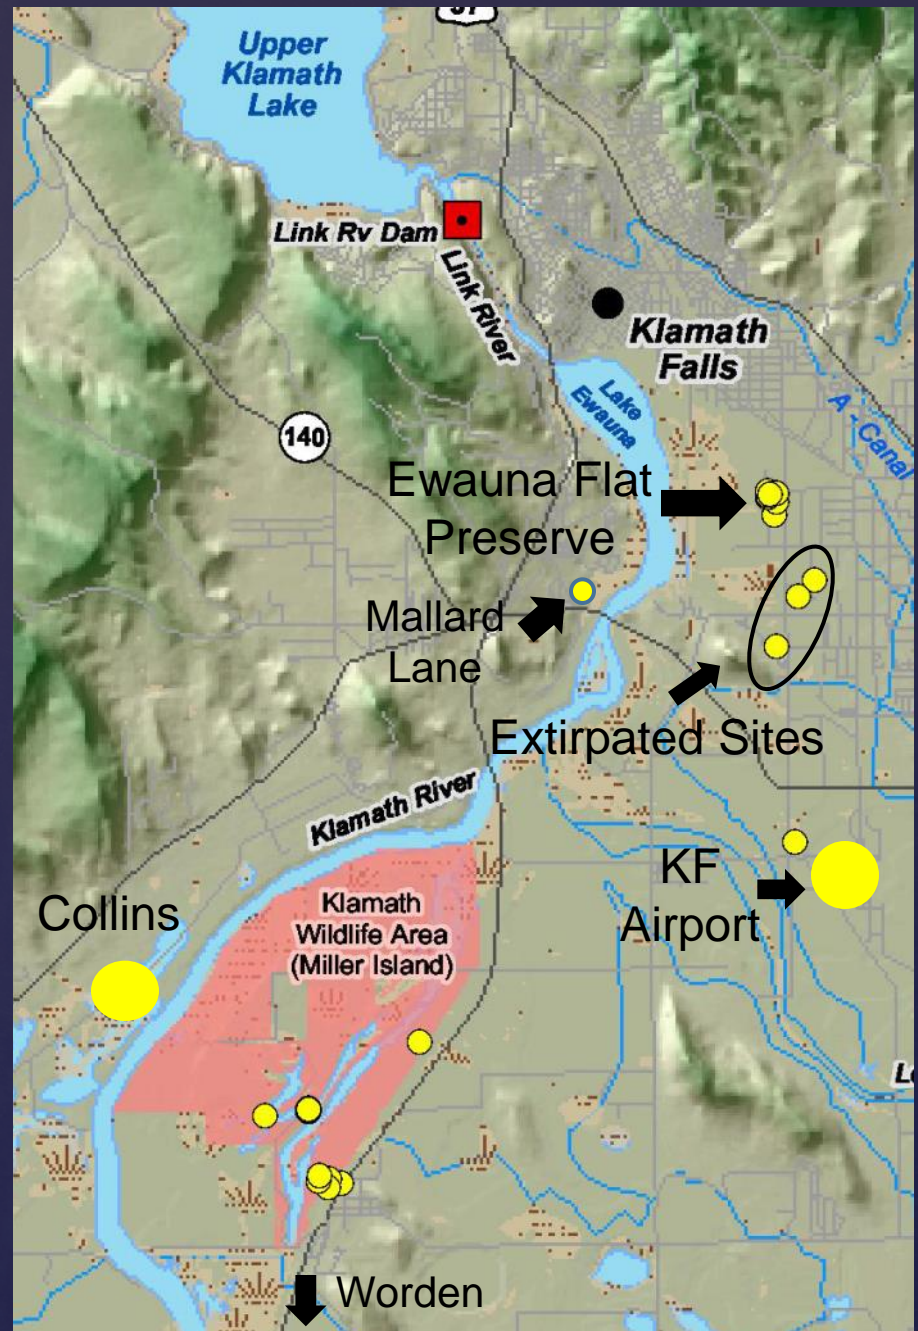 Upper
Klamath
Lake
Link Rv Dam
Link River
Klamath
Falls
Lake
Ewauna
140
A - Canal
Ewauna Flat
Preserve
Mallard
Lane
Extirpated Sites
Klamath River
KF
Airport
Collins
Klamath
Wildlife Area
(Miller Island)
Worden